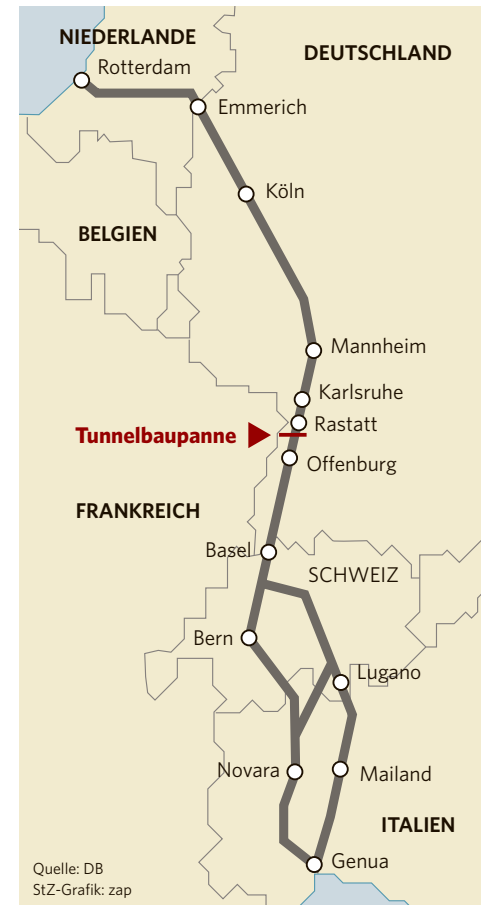 NIEDERLANDE
DEUTSCHLAND
Rotterdam
Emmerich
Köln
BELGIEN
Mannheim
Karlsruhe
Rastatt
Tunnelbaupanne
Offenburg
FRANKREICH
Basel
SCHWEIZ
Bern
Lugano
Novara
Mailand
ITALIEN
Genua
Quelle: DB
StZ-Grafik: zap